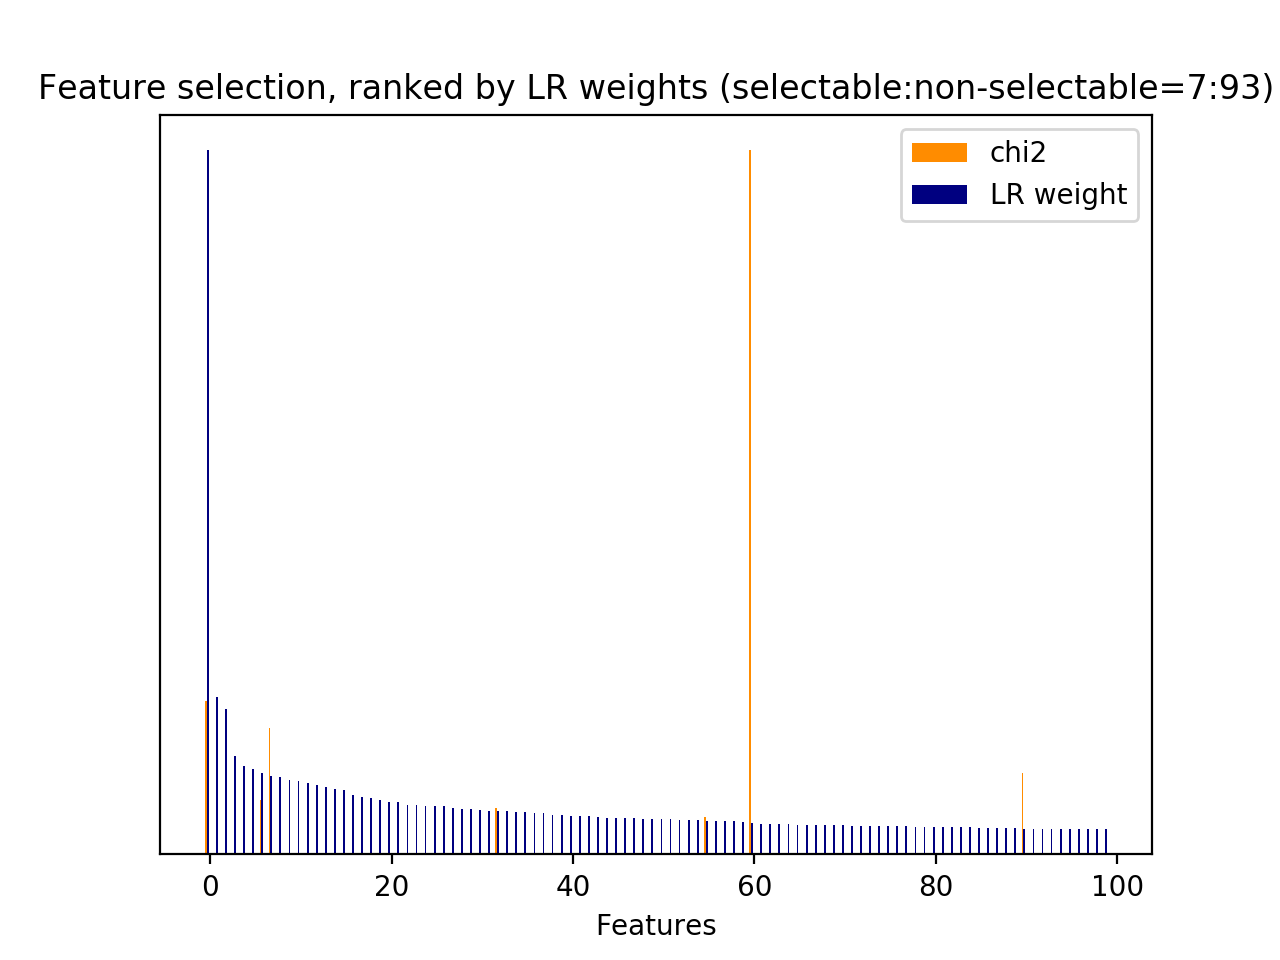 Feature selection, ranked by LR weights (selectable:non-selectable=7:93)
chi2
LR weight
0 20 40 60 80 100
Features